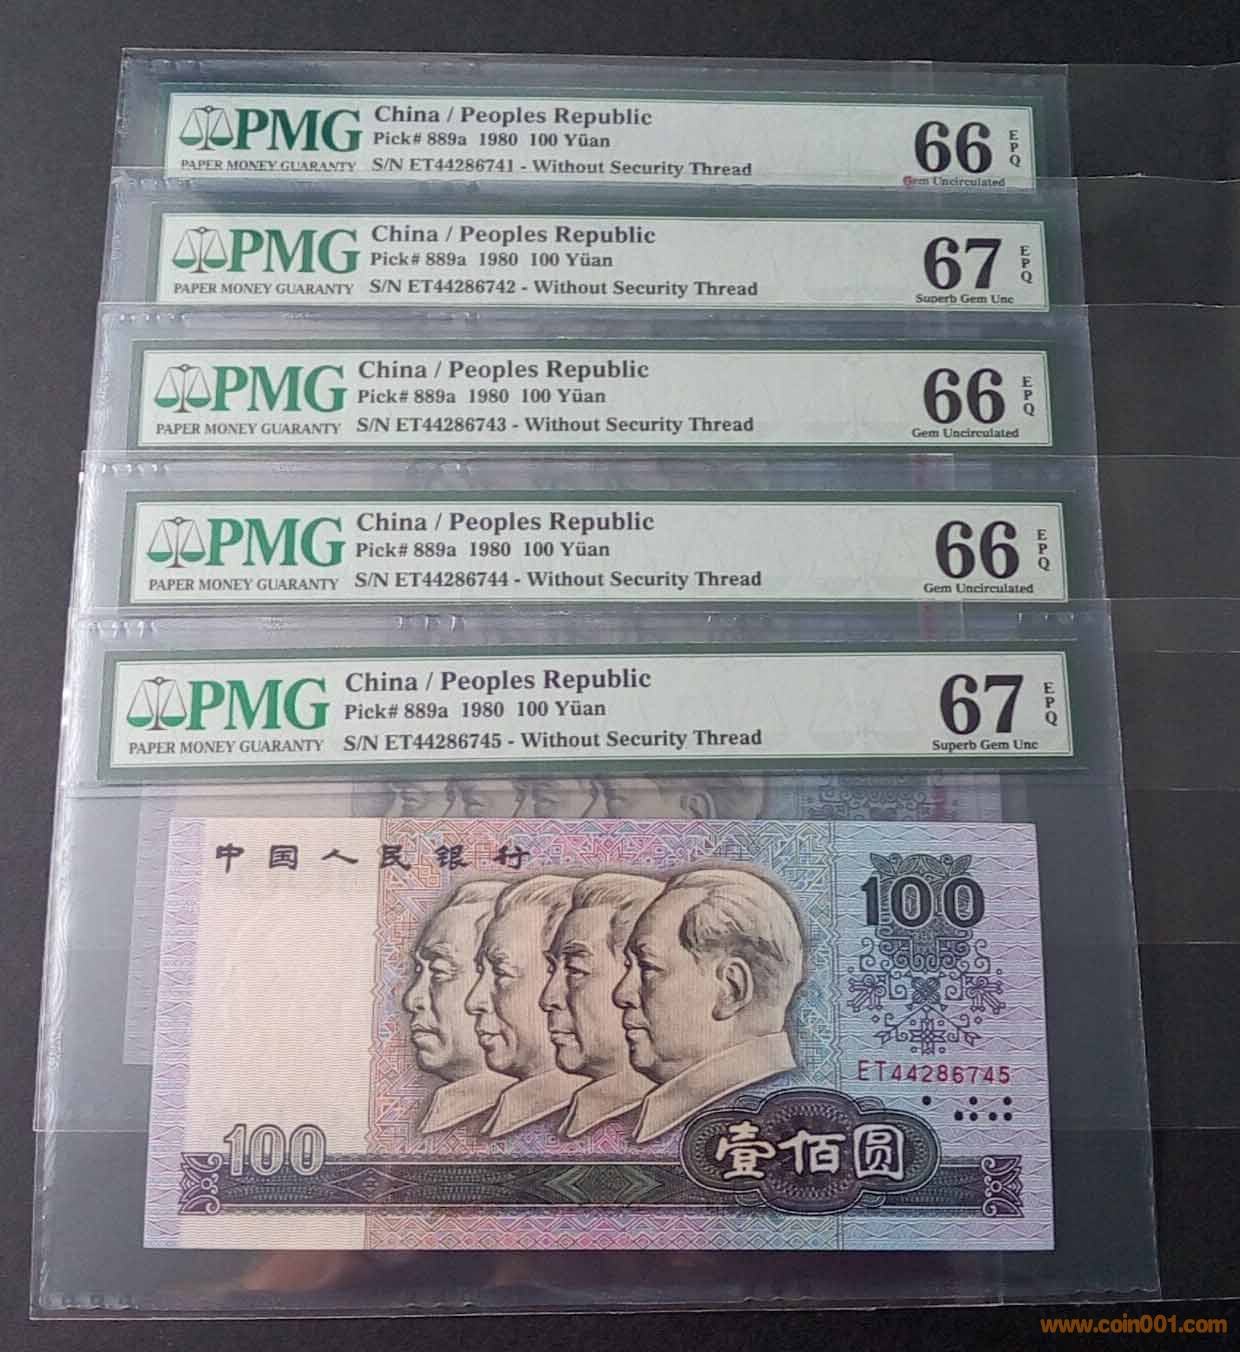 PMG
PAPER MONEY GUARANTY
China / Peoples Republic
Pick# 889a 1980 100 Yüan
S/N ET44286741 - Without Security Thread
66 EPQ
Gem Uncirculated
PMG
PAPER MONEY GUARANTY
China / Peoples Republic
Pick# 889a 1980 100 Yüan
S/N ET44286742 - Without Security Thread
67 EPQ
Superb Gem Unc
PMG
PAPER MONEY GUARANTY
China / Peoples Republic
Pick# 889a 1980 100 Yüan
S/N ET44286743 - Without Security Thread
66 EPQ
Gem Uncirculated
PMG
PAPER MONEY GUARANTY
China / Peoples Republic
Pick# 889a 1980 100 Yüan
S/N ET44286744 - Without Security Thread
66 EPQ
Gem Uncirculated
PMG
PAPER MONEY GUARANTY
China / Peoples Republic
Pick# 889a 1980 100 Yüan
S/N ET44286745 - Without Security Thread
67 EPQ
Superb Gem Unc
中国人民银行
100
ET44286745
100
壹佰圆
www.coin001.com